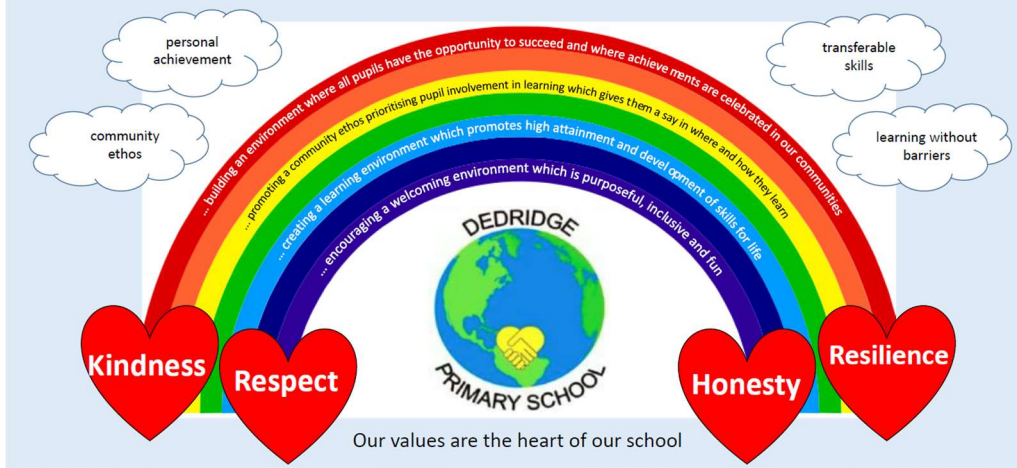 personal
achievement
community
ethos
transferable
skills
learning without
barriers
... building an environment where all pupils have the opportunity to succeed and where achievements are celebrated in our communities
... promoting a community ethos prioritising pupil involvement in learning which gives them a say in where and how they learn
... creating a learning environment which promotes high attainment and development of skills for life
... encouraging a welcoming environment which is purposeful, inclusive and fun
DEDRIDGE
PRIMARY SCHOOL
Kindness
Respect
Honesty
Resilience
Our values are the heart of our school